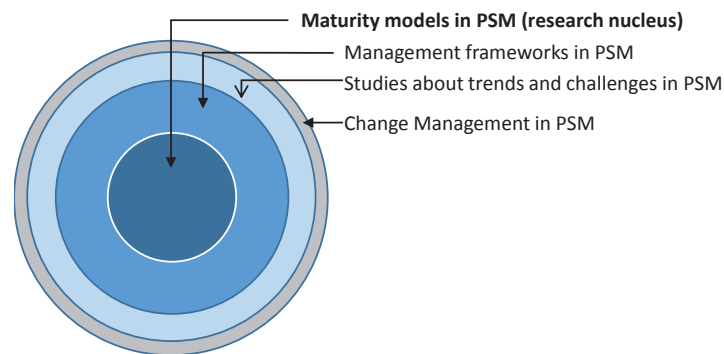 Maturity models in PSM (research nucleus)
Management frameworks in PSM
Studies about trends and challenges in PSM
Change Management in PSM